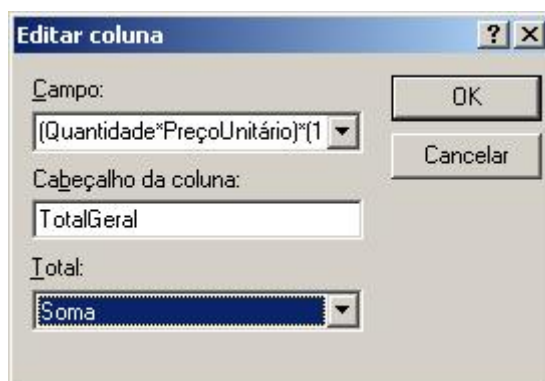 Editar coluna
Campo:
OK
(Quantidade*PreçoUnitário)*(1
Cancelar
Cabeçalho da coluna:
TotalGeral
Total:
Soma